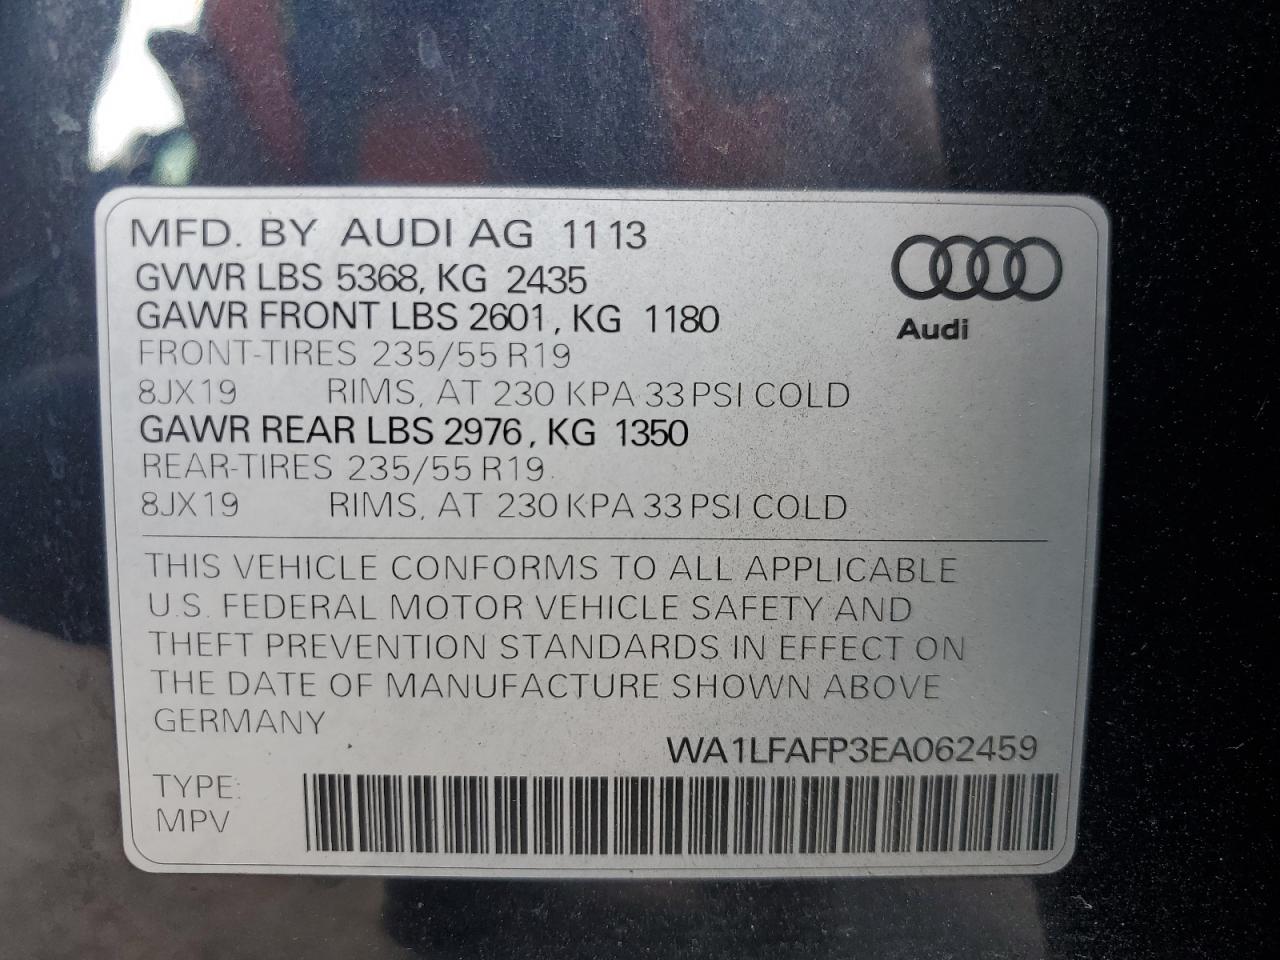 MFD. BY AUDI AG 11 13
GVWR LBS 5368, KG 2435
GAWR FRONT LBS 2601, KG 1180
FRONT-TIRES 235/55 R19
8JX19 RIMS, AT 230 KPA 33 PSI COLD
GAWR REAR LBS 2976, KG 1350
REAR-TIRES 235/55 R19
8JX19 RIMS, AT 230 KPA 33 PSI COLD
Audi
THIS VEHICLE CONFORMS TO ALL APPLICABLE
U.S. FEDERAL MOTOR VEHICLE SAFETY AND
THEFT PREVENTION STANDARDS IN EFFECT ON
THE DATE OF MANUFACTURE SHOWN ABOVE
GERMANY
WA1LFAFP3EA062459
TYPE:
MPV